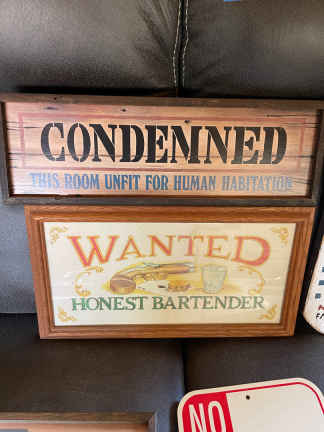 CONDEMNED
THIS ROOM UNFIT FOR HUMAN HABITATION
WANTED
HONEST BARTENDER
NO